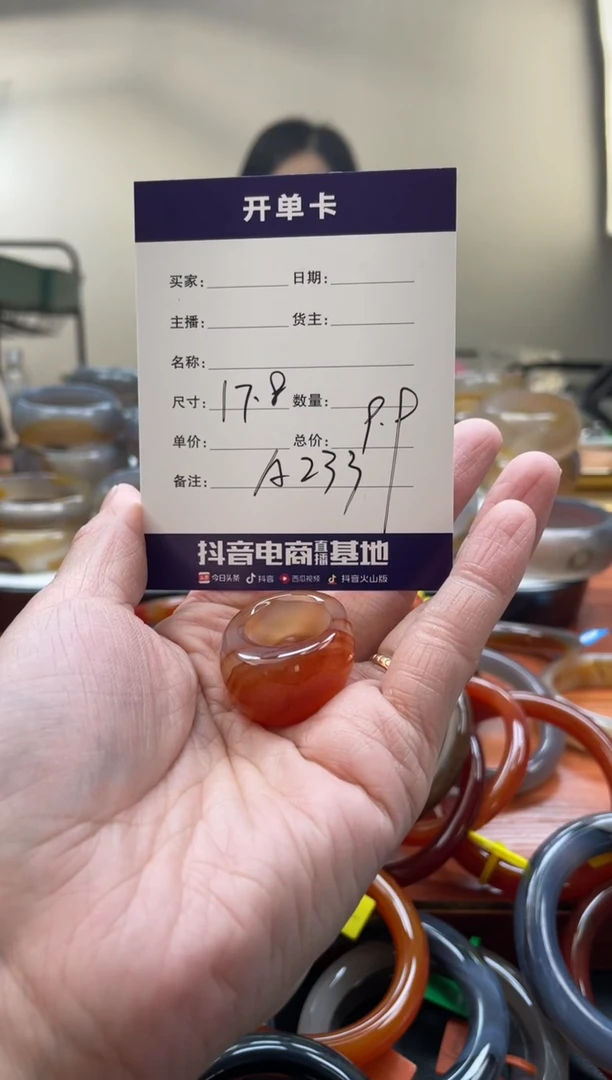 开单卡
买家: 日期:
主播: 货主:
名称:
尺寸: 17.8 数量:
单价: 总价: P.P
备注: A233
抖音电商直播基地
今日头条 抖音 西瓜视频 抖音火山版